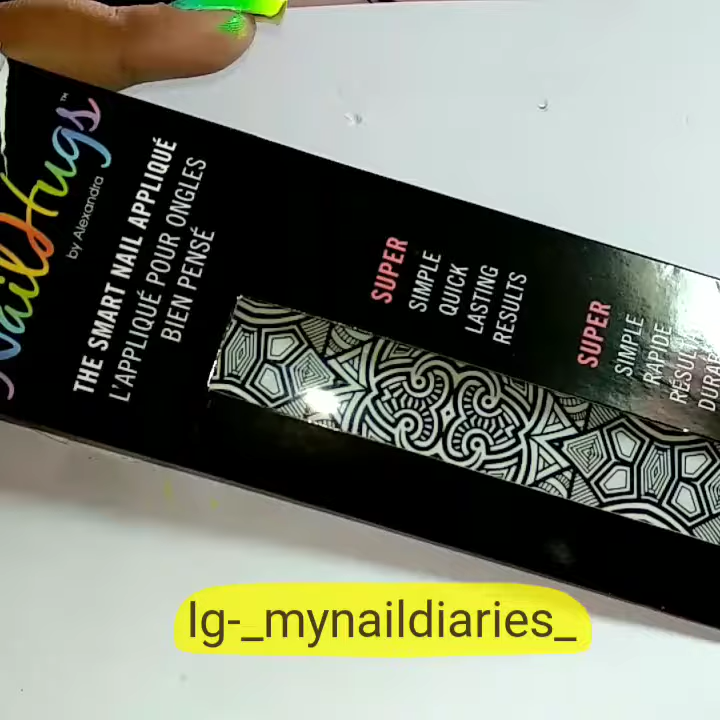 NailHugs™
by Alexandra
THE SMART NAIL APPLIQUÉ
L'APPLIQUÉ POUR ONGLES
BIEN PENSÉ
SUPER
SIMPLE
QUICK
LASTING
RESULTS
SUPER
SIMPLE
RAPIDE
Ig-_mynaildiaries_